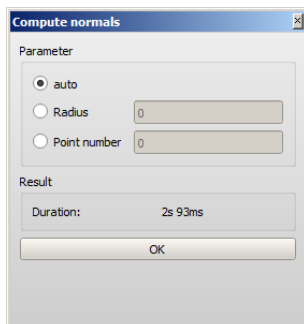 Compute normals
Parameter
auto
Radius 0
Point number 0
Result
Duration: 2s 93ms
OK